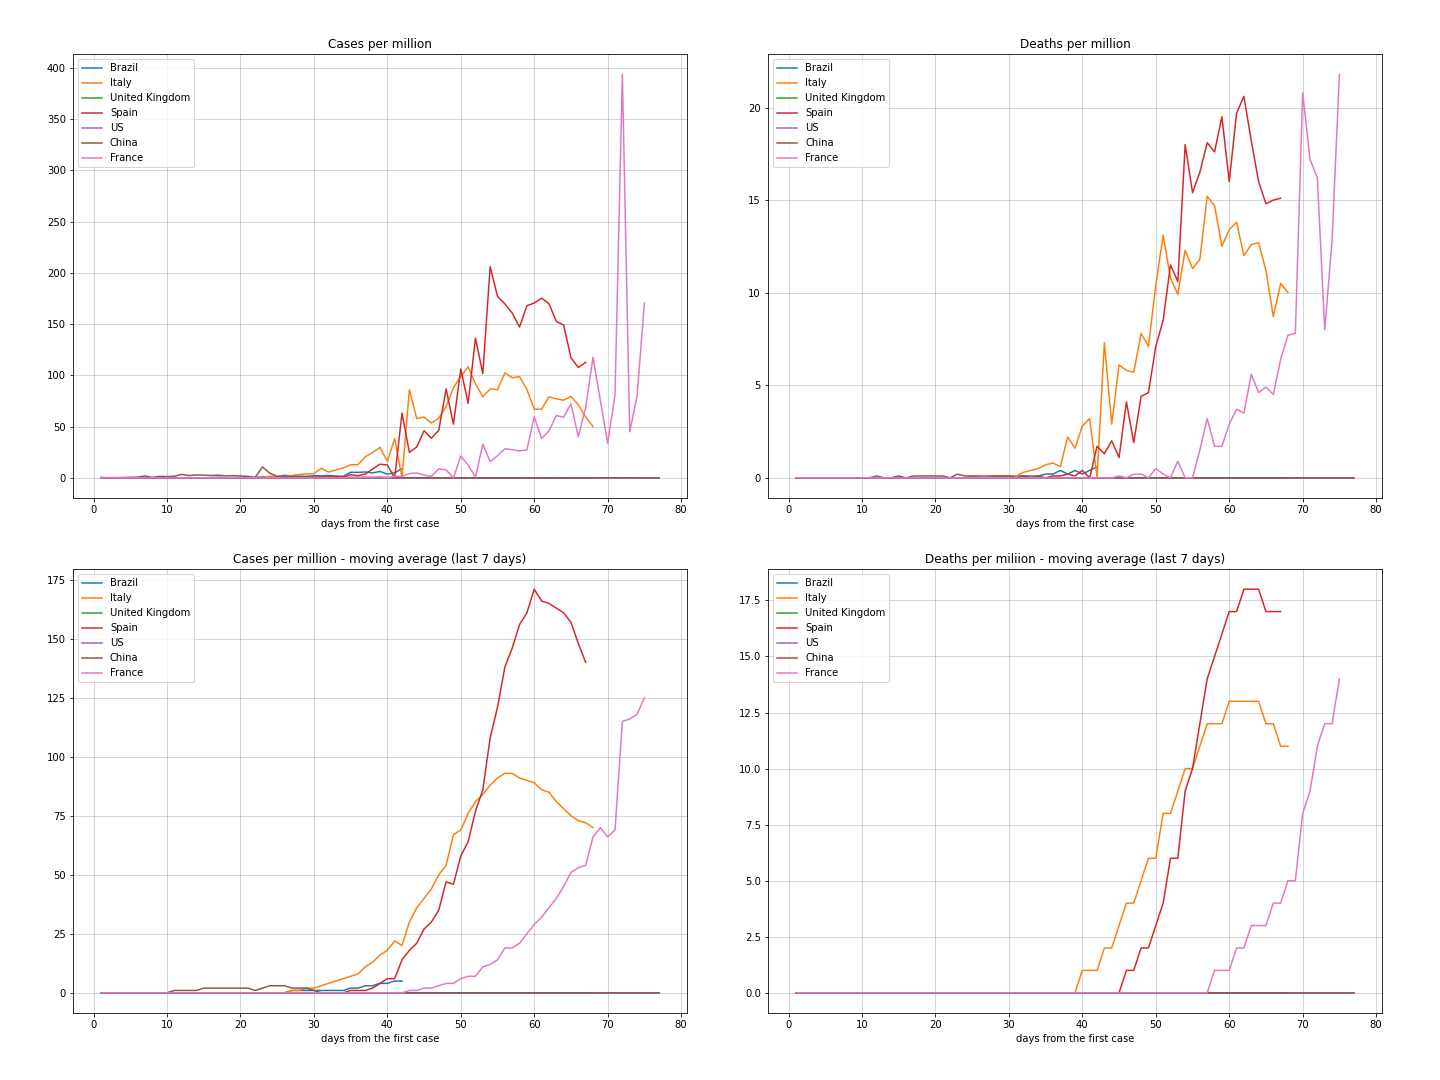 Cases per million
400
350
300
250
200
150
100
50
0
Brazil
Italy
United Kingdom
Spain
US
China
France
0 10 20 30 40 50 60 70 80
days from the first case
Deaths per million
20
15
10
5
0
Brazil
Italy
United Kingdom
Spain
US
China
France
0 10 20 30 40 50 60 70 80
days from the first case
Cases per million - moving average (last 7 days)
175
150
125
100
75
50
25
0
Brazil
Italy
United Kingdom
Spain
US
China
France
0 10 20 30 40 50 60 70 80
days from the first case
Deaths per miliion - moving average (last 7 days)
17.5
15.0
12.5
10.0
7.5
5.0
2.5
0.0
Brazil
Italy
United Kingdom
Spain
US
China
France
0 10 20 30 40 50 60 70 80
days from the first case